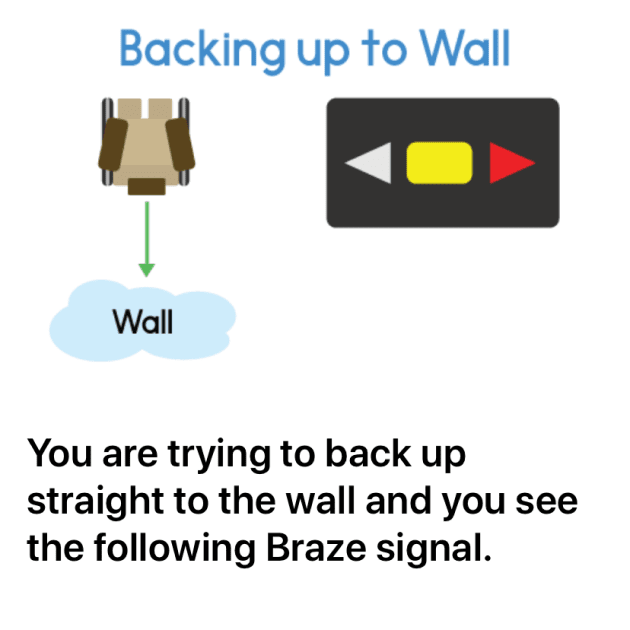 Backing up to Wall
Wall
You are trying to back up
straight to the wall and you see
the following Braze signal.